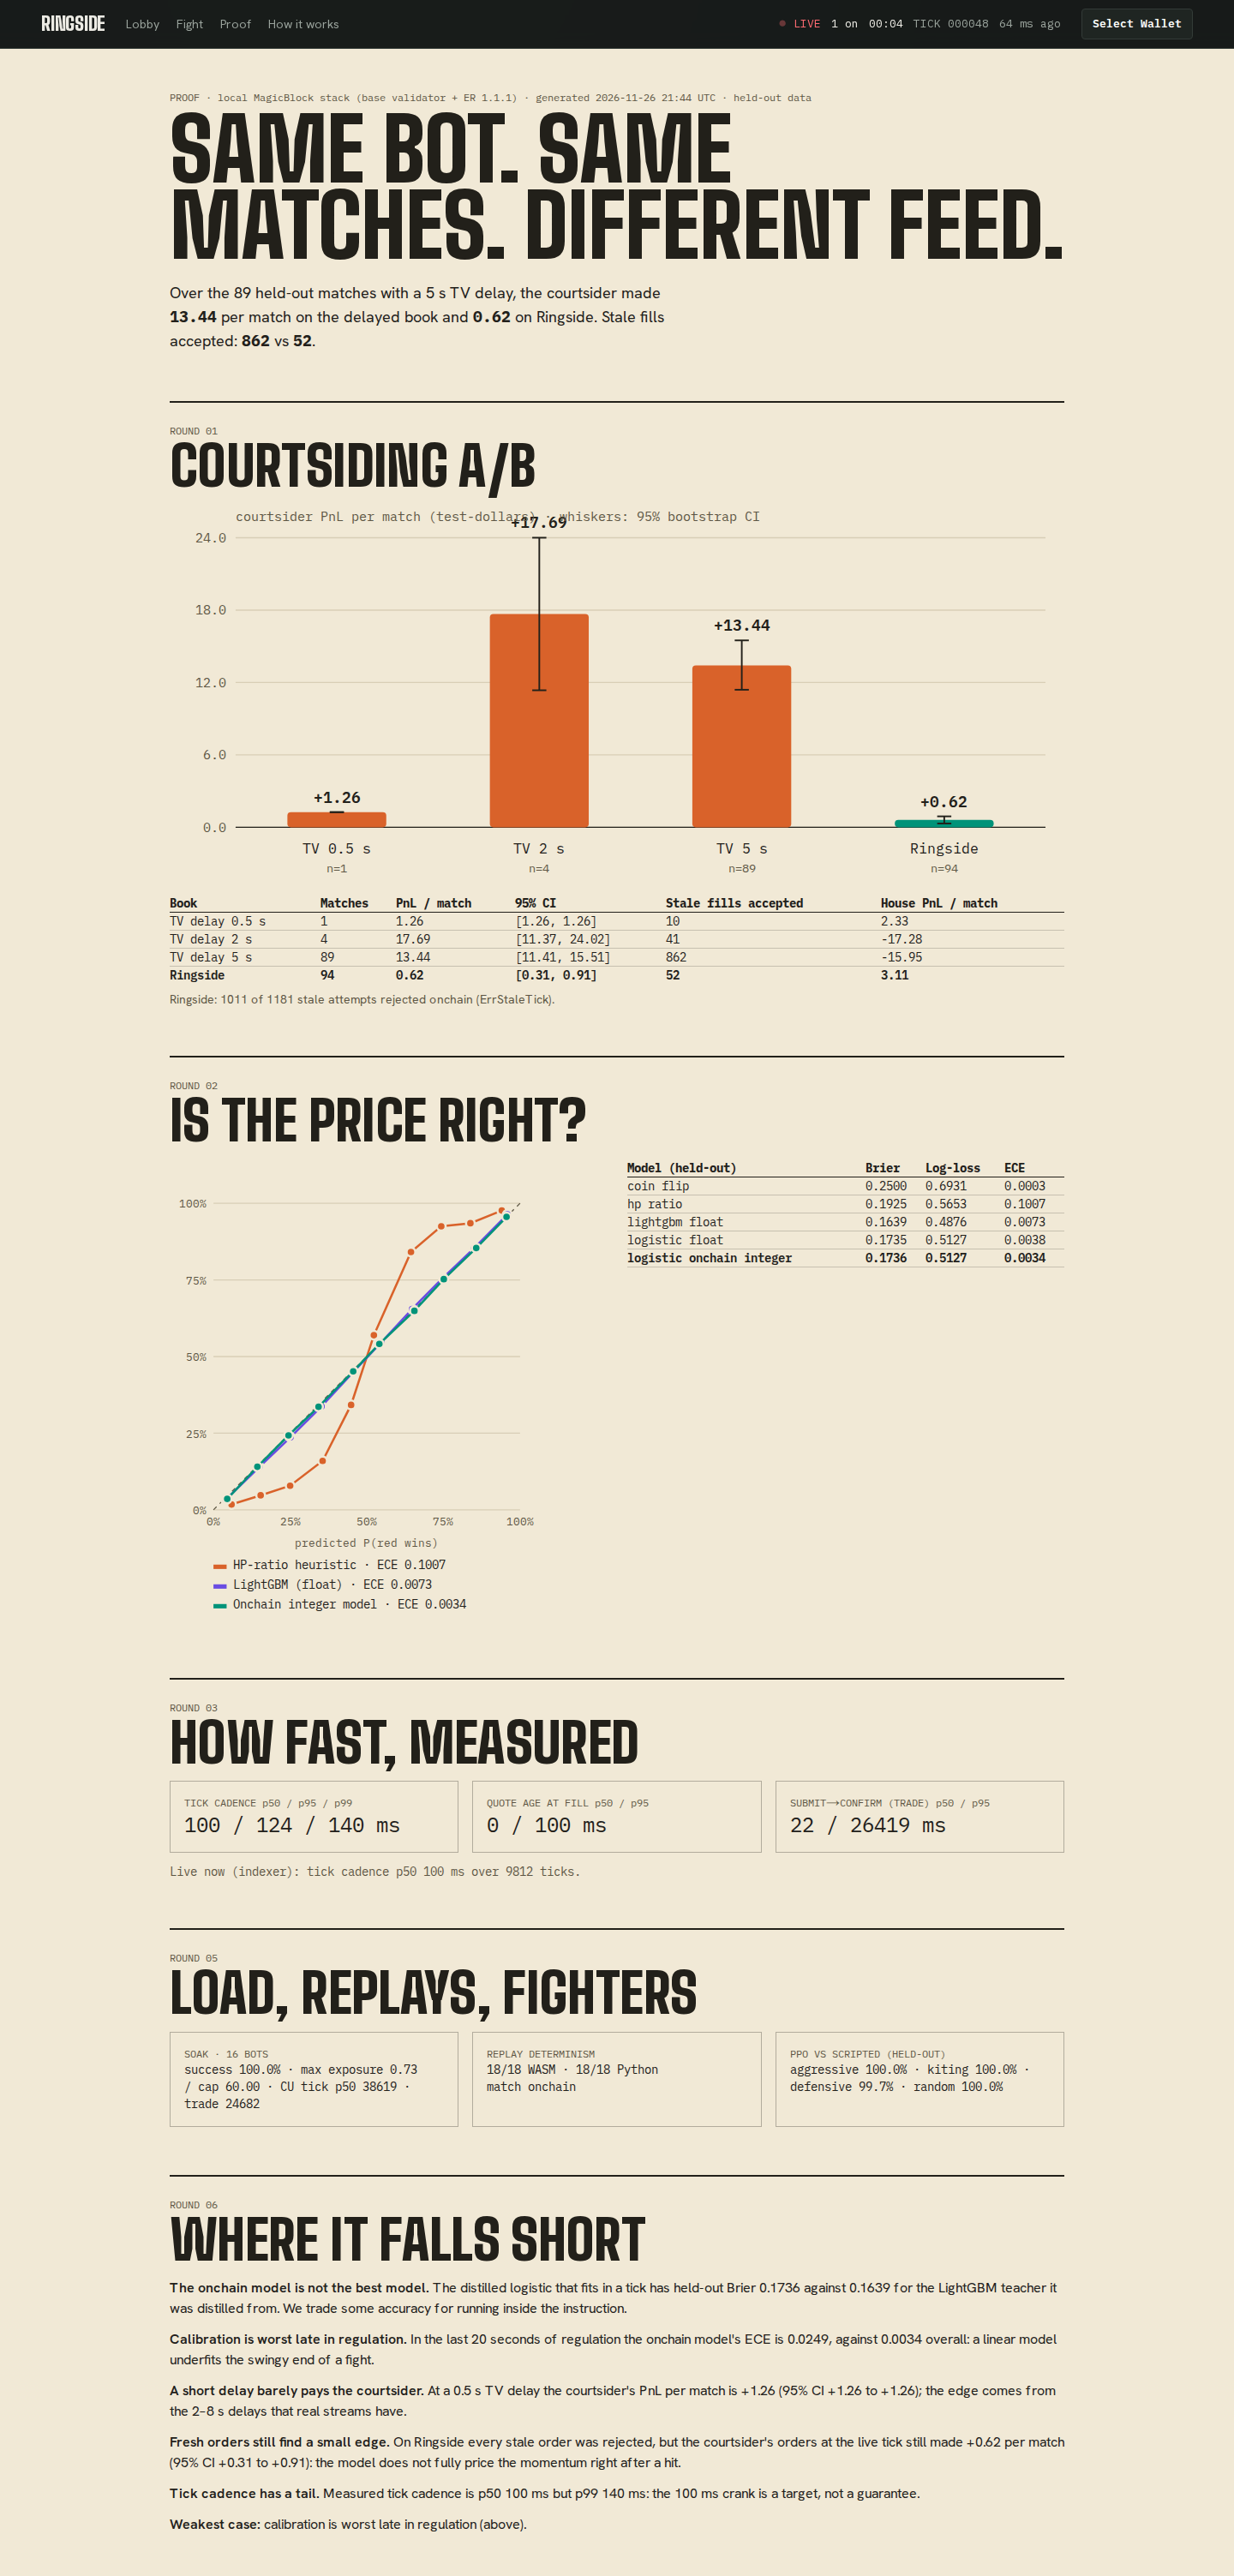 RINGSIDE Lobby Fight Proof How it works LIVE 1 on 00:04 TICK 000048 64 ms ago Select Wallet
PROOF · local MagicBlock stack (base validator + ER 1.1.1) · generated 2026-11-26 21:44 UTC · held-out data
SAME BOT. SAME
MATCHES. DIFFERENT FEED.
Over the 89 held-out matches with a 5 s TV delay, the courtsider made
13.44 per match on the delayed book and 0.62 on Ringside. Stale fills
accepted: 862 vs 52.
ROUND 01
COURTSIDING A/B
courtsider PnL per match (test-dollars) · whiskers: 95% bootstrap CI
+17.69
24.0
18.0
+13.44
12.0
6.0
+1.26
+0.62
0.0
TV 0.5 s TV 2 s TV 5 s Ringside
n=1 n=4 n=89 n=94
Book Matches PnL / match 95% CI Stale fills accepted House PnL / match
TV delay 0.5 s 1 1.26 [1.26, 1.26] 10 2.33
TV delay 2 s 4 17.69 [11.37, 24.02] 41 -17.28
TV delay 5 s 89 13.44 [11.41, 15.51] 862 -15.95
Ringside 94 0.62 [0.31, 0.91] 52 3.11
Ringside: 1011 of 1181 stale attempts rejected onchain (ErrStaleTick).
ROUND 02
IS THE PRICE RIGHT?
100%
75%
50%
25%
0%
0% 25% 50% 75% 100%
predicted P(red wins)
HP-ratio heuristic · ECE 0.1007
LightGBM (float) · ECE 0.0073
Onchain integer model · ECE 0.0034
Model (held-out) Brier Log-loss ECE
coin flip 0.2500 0.6931 0.0003
hp ratio 0.1925 0.5653 0.1007
lightgbm float 0.1639 0.4876 0.0073
logistic float 0.1735 0.5127 0.0038
logistic onchain integer 0.1736 0.5127 0.0034
ROUND 03
HOW FAST, MEASURED
TICK CADENCE p50 / p95 / p99
100 / 124 / 140 ms
QUOTE AGE AT FILL p50 / p95
0 / 100 ms
SUBMIT→CONFIRM (TRADE) p50 / p95
22 / 26419 ms
Live now (indexer): tick cadence p50 100 ms over 9812 ticks.
ROUND 05
LOAD, REPLAYS, FIGHTERS
SOAK · 16 BOTS
success 100.0% · max exposure 0.73
/ cap 60.00 · CU tick p50 38619 ·
trade 24682
REPLAY DETERMINISM
18/18 WASM · 18/18 Python
match onchain
PPO VS SCRIPTED (HELD-OUT)
aggressive 100.0% · kiting 100.0% ·
defensive 99.7% · random 100.0%
ROUND 06
WHERE IT FALLS SHORT
The onchain model is not the best model. The distilled logistic that fits in a tick has held-out Brier 0.1736 against 0.1639 for the LightGBM teacher it
was distilled from. We trade some accuracy for running inside the instruction.
Calibration is worst late in regulation. In the last 20 seconds of regulation the onchain model's ECE is 0.0249, against 0.0034 overall: a linear model
underfits the swingy end of a fight.
A short delay barely pays the courtsider. At a 0.5 s TV delay the courtsider's PnL per match is +1.26 (95% CI +1.26 to +1.26); the edge comes from
the 2–8 s delays that real streams have.
Fresh orders still find a small edge. On Ringside every stale order was rejected, but the courtsider's orders at the live tick still made +0.62 per match
(95% CI +0.31 to +0.91): the model does not fully price the momentum right after a hit.
Tick cadence has a tail. Measured tick cadence is p50 100 ms but p99 140 ms: the 100 ms crank is a target, not a guarantee.
Weakest case: calibration is worst late in regulation (above).